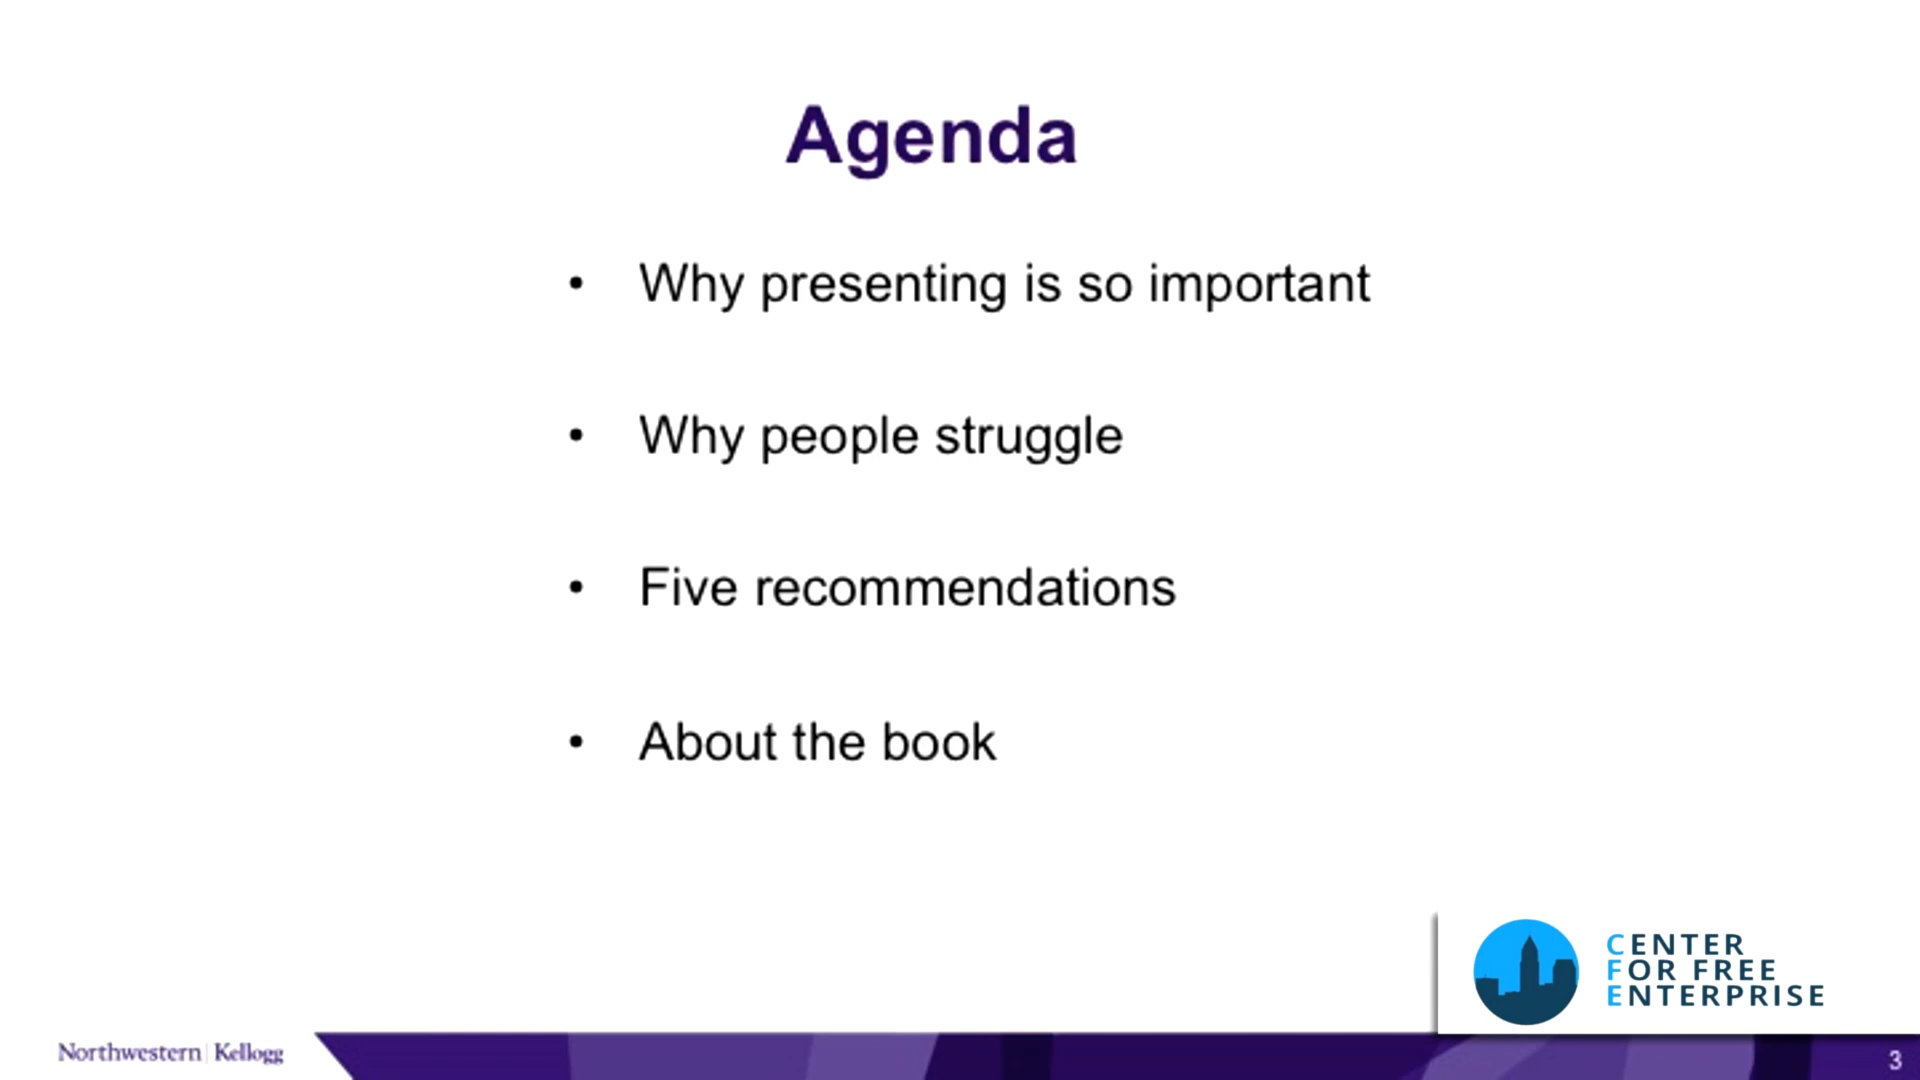 Agenda
• Why presenting is so important
• Why people struggle
• Five recommendations
• About the book
CENTER
FOR FREE
ENTERPRISE
Northwestern | Kellogg
3